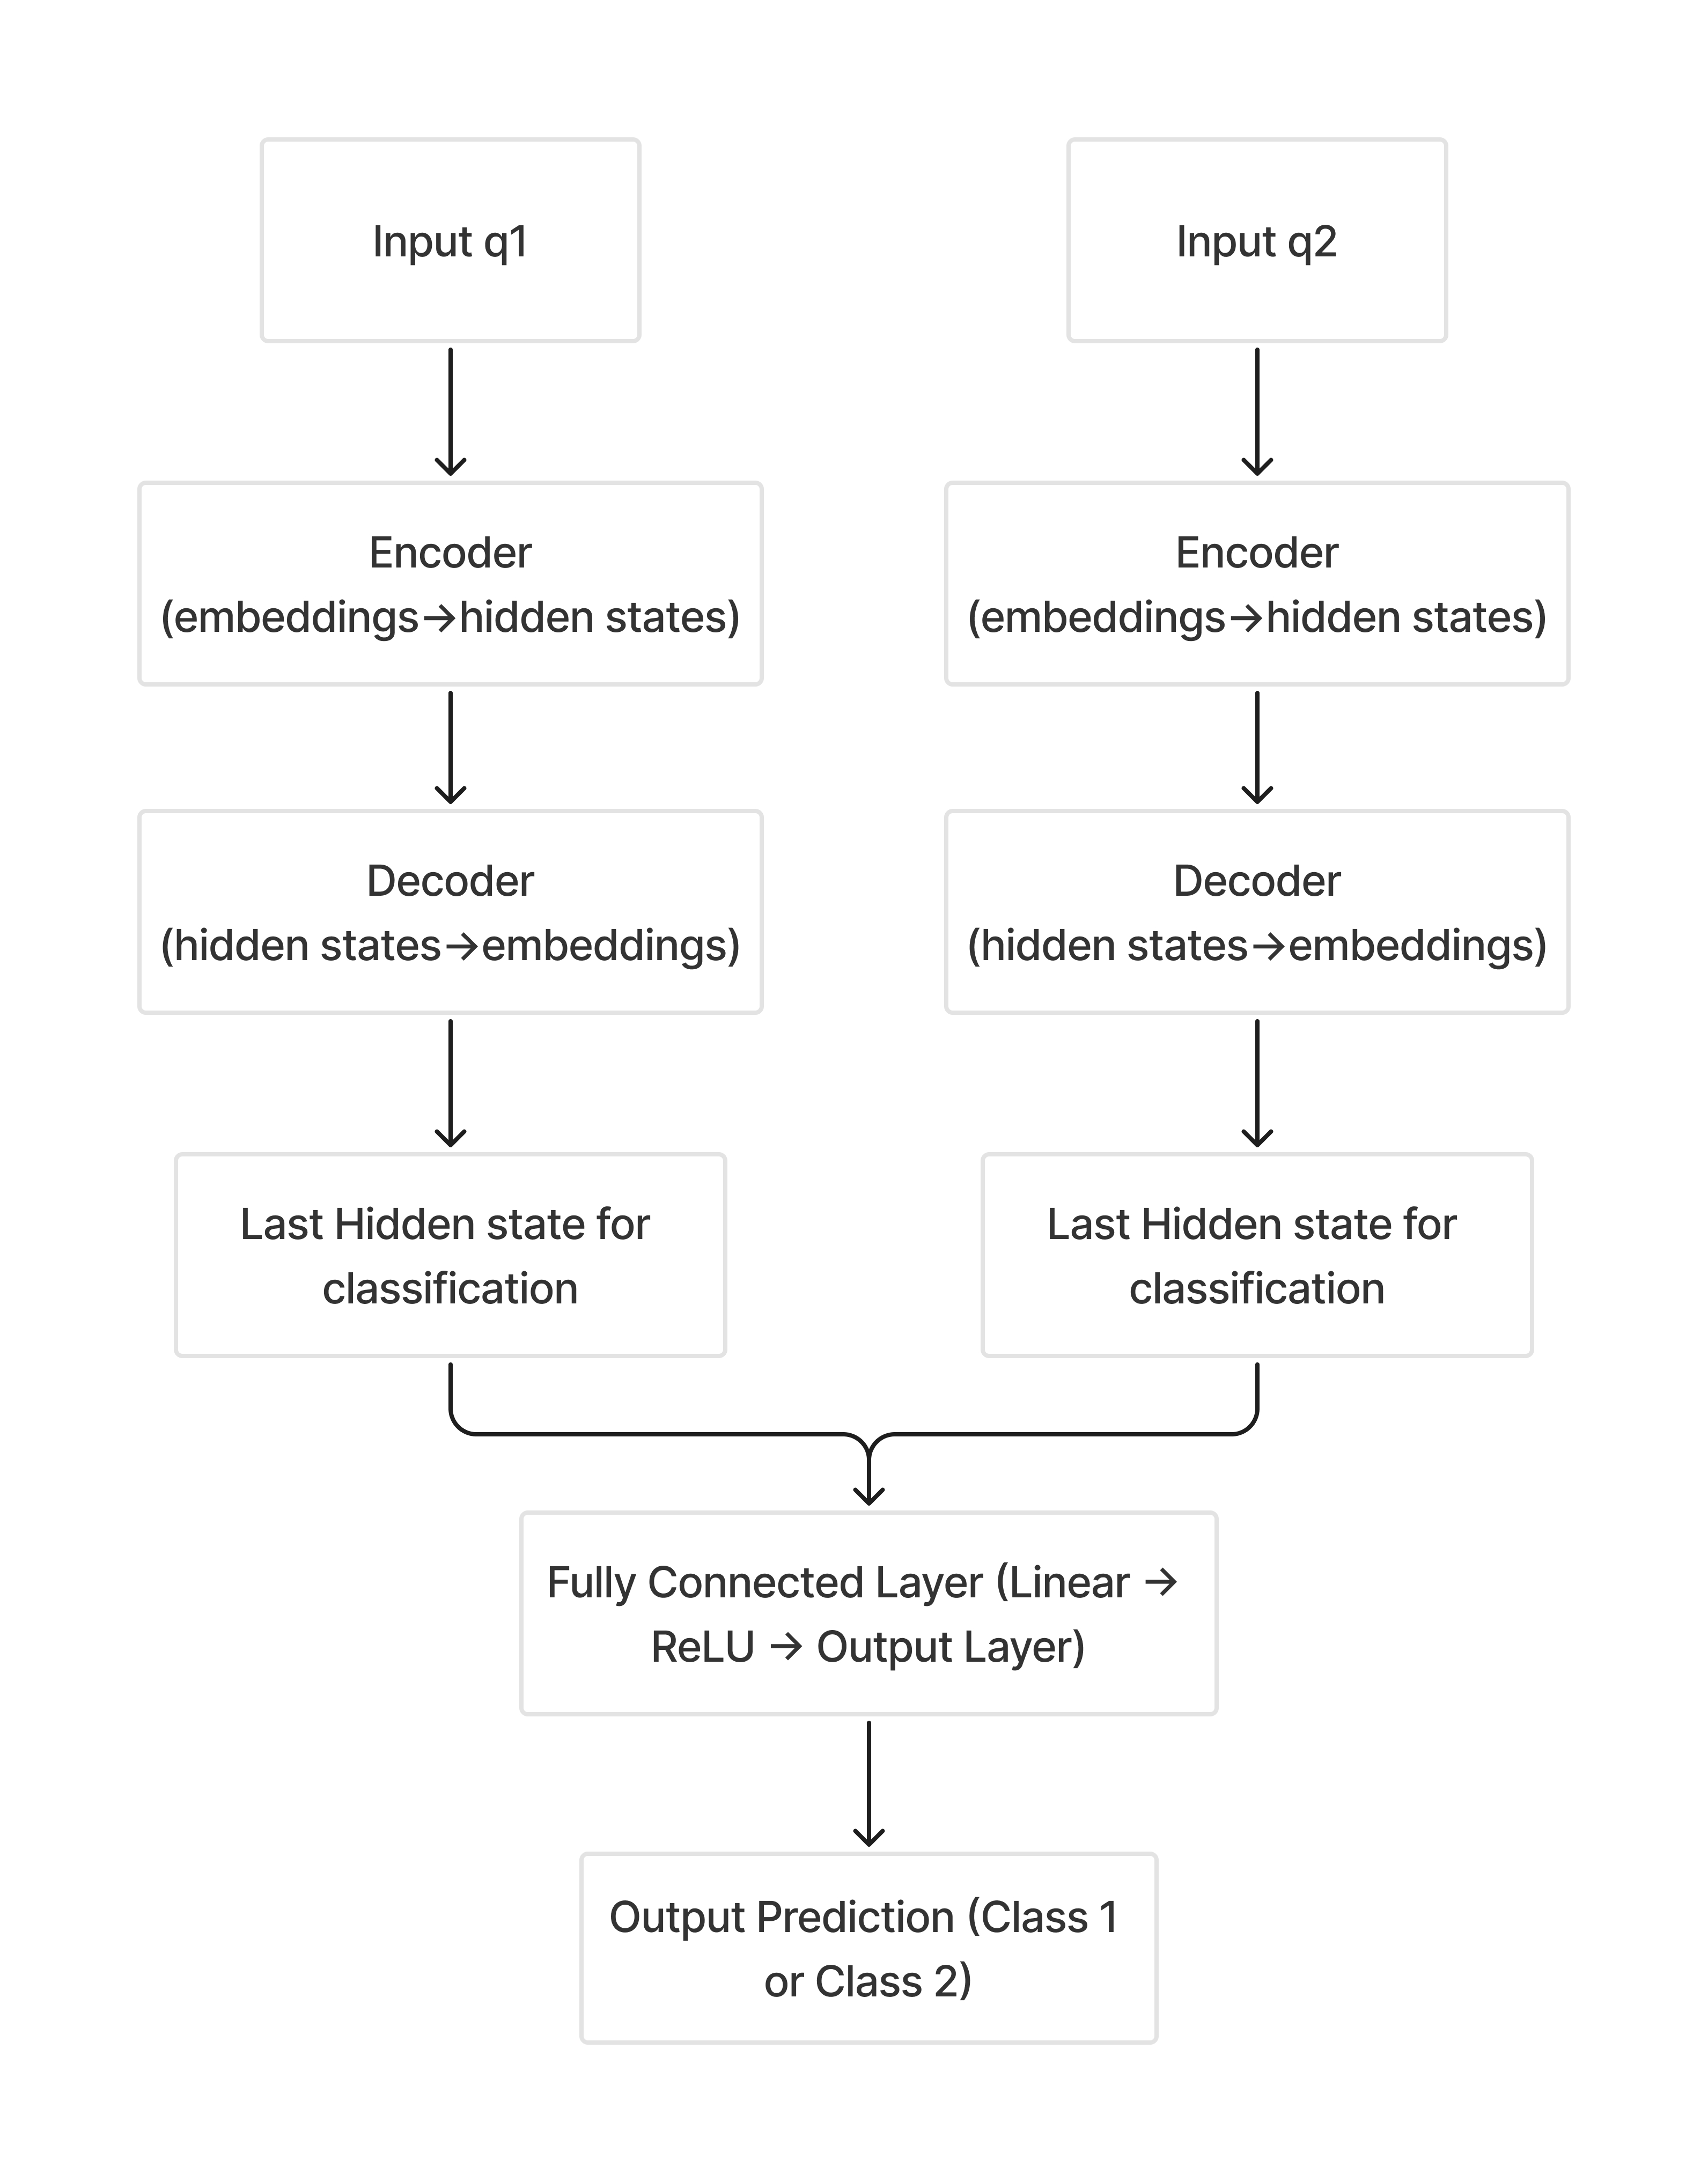 Input q1
Input q2
Encoder
(embeddings→hidden states)
Encoder
(embeddings→hidden states)
Decoder
(hidden states→embeddings)
Decoder
(hidden states→embeddings)
Last Hidden state for
classification
Last Hidden state for
classification
Fully Connected Layer (Linear →
ReLU → Output Layer)
Output Prediction (Class 1
or Class 2)